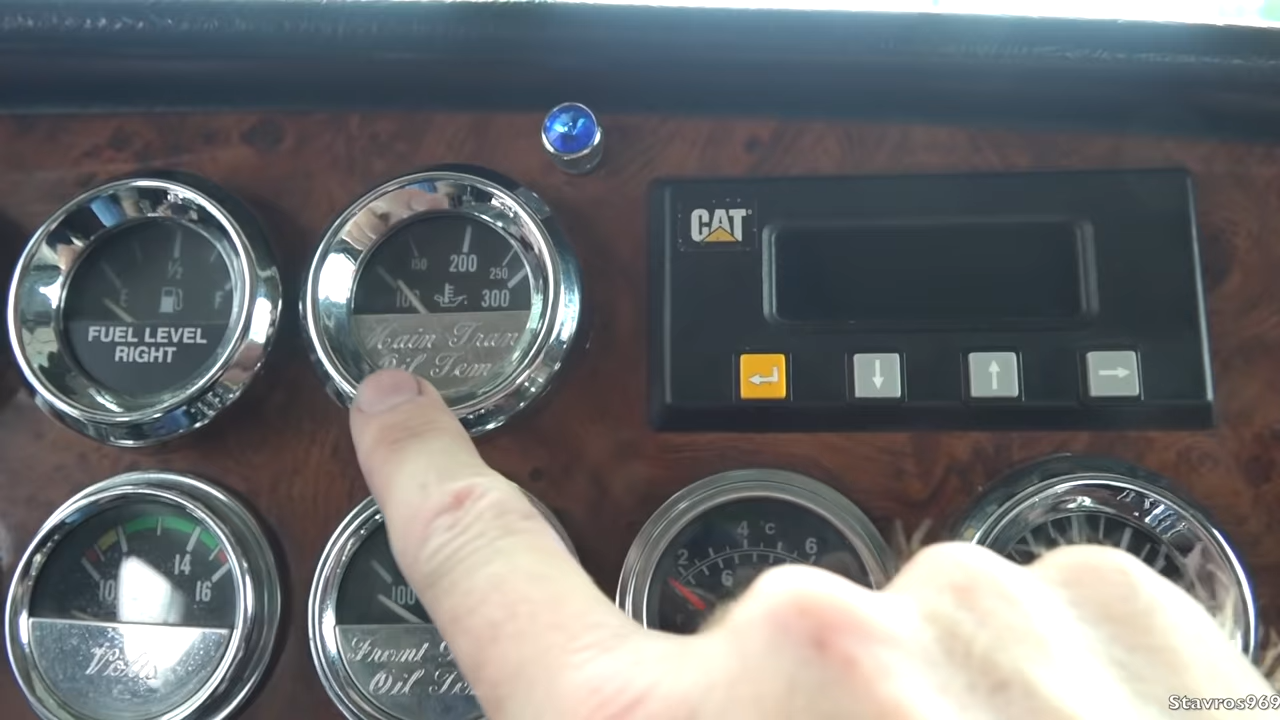 CAT
150 200 250
100 300
Main Tran
Oil Tem
E 1/2 F
FUEL LEVEL
RIGHT
10 14 16
Volts
100
Front
Oil Tem
2 4 °C 6
6
Stavros969